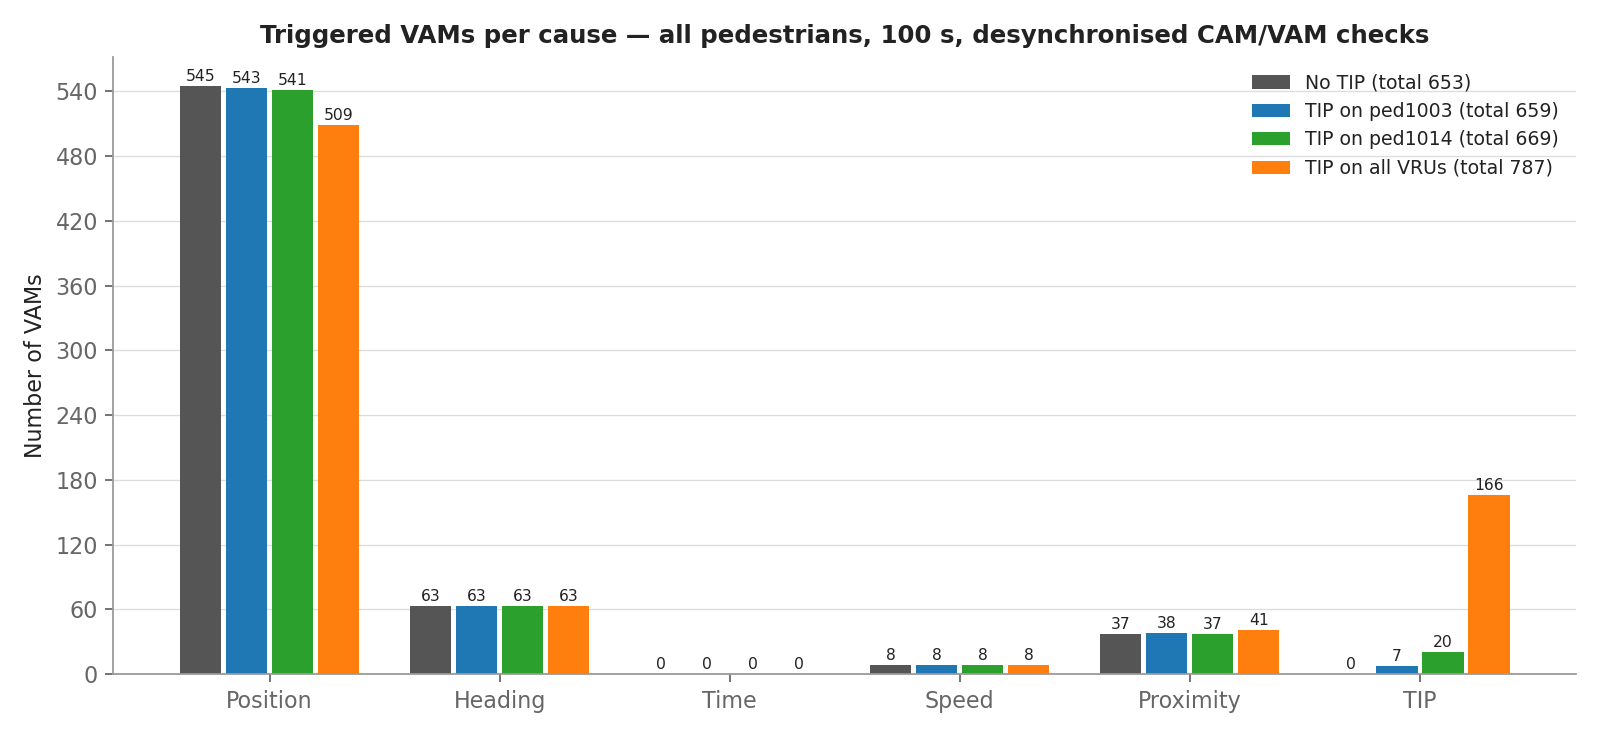 Triggered VAMs per cause — all pedestrians, 100 s, desynchronised CAM/VAM checks
No TIP (total 653)
TIP on ped1003 (total 659)
TIP on ped1014 (total 669)
TIP on all VRUs (total 787)
Number of VAMs
540
480
420
360
300
240
180
120
60
0
545 543 541 509
63 63 63 63
0 0 0 0
8 8 8 8
37 38 37 41
0 7 20 166
Position Heading Time Speed Proximity TIP